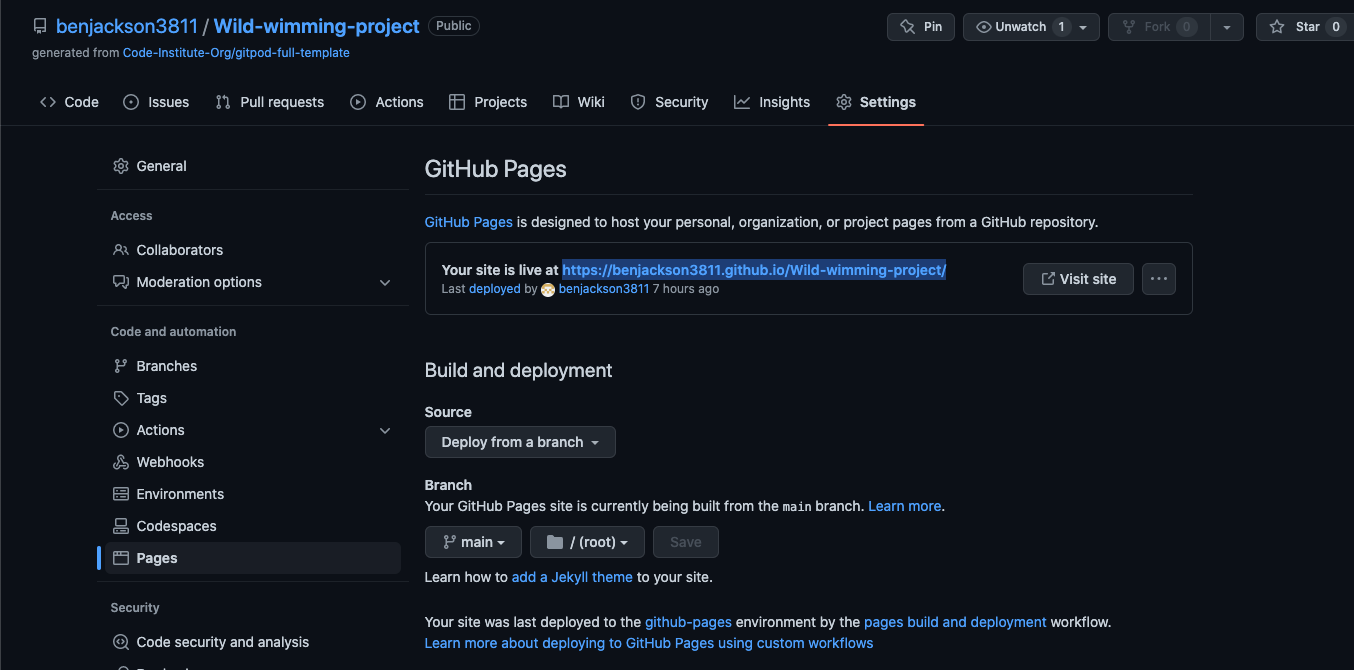 benjackson3811 / Wild-wimming-project Public
Pin
Unwatch 1
Fork 0
Star 0
generated from Code-Institute-Org/gitpod-full-template
Code
Issues
Pull requests
Actions
Projects
Wiki
Security
Insights
Settings
General
Access
Collaborators
Moderation options
Code and automation
Branches
Tags
Actions
Webhooks
Environments
Codespaces
Pages
Security
Code security and analysis
GitHub Pages
GitHub Pages is designed to host your personal, organization, or project pages from a GitHub repository.
Your site is live at https://benjackson3811.github.io/Wild-wimming-project/
Last deployed by benjackson3811 7 hours ago
Visit site
Build and deployment
Source
Deploy from a branch
Branch
Your GitHub Pages site is currently being built from the main branch. Learn more.
main
/ (root)
Save
Learn how to add a Jekyll theme to your site.
Your site was last deployed to the github-pages environment by the pages build and deployment workflow.
Learn more about deploying to GitHub Pages using custom workflows